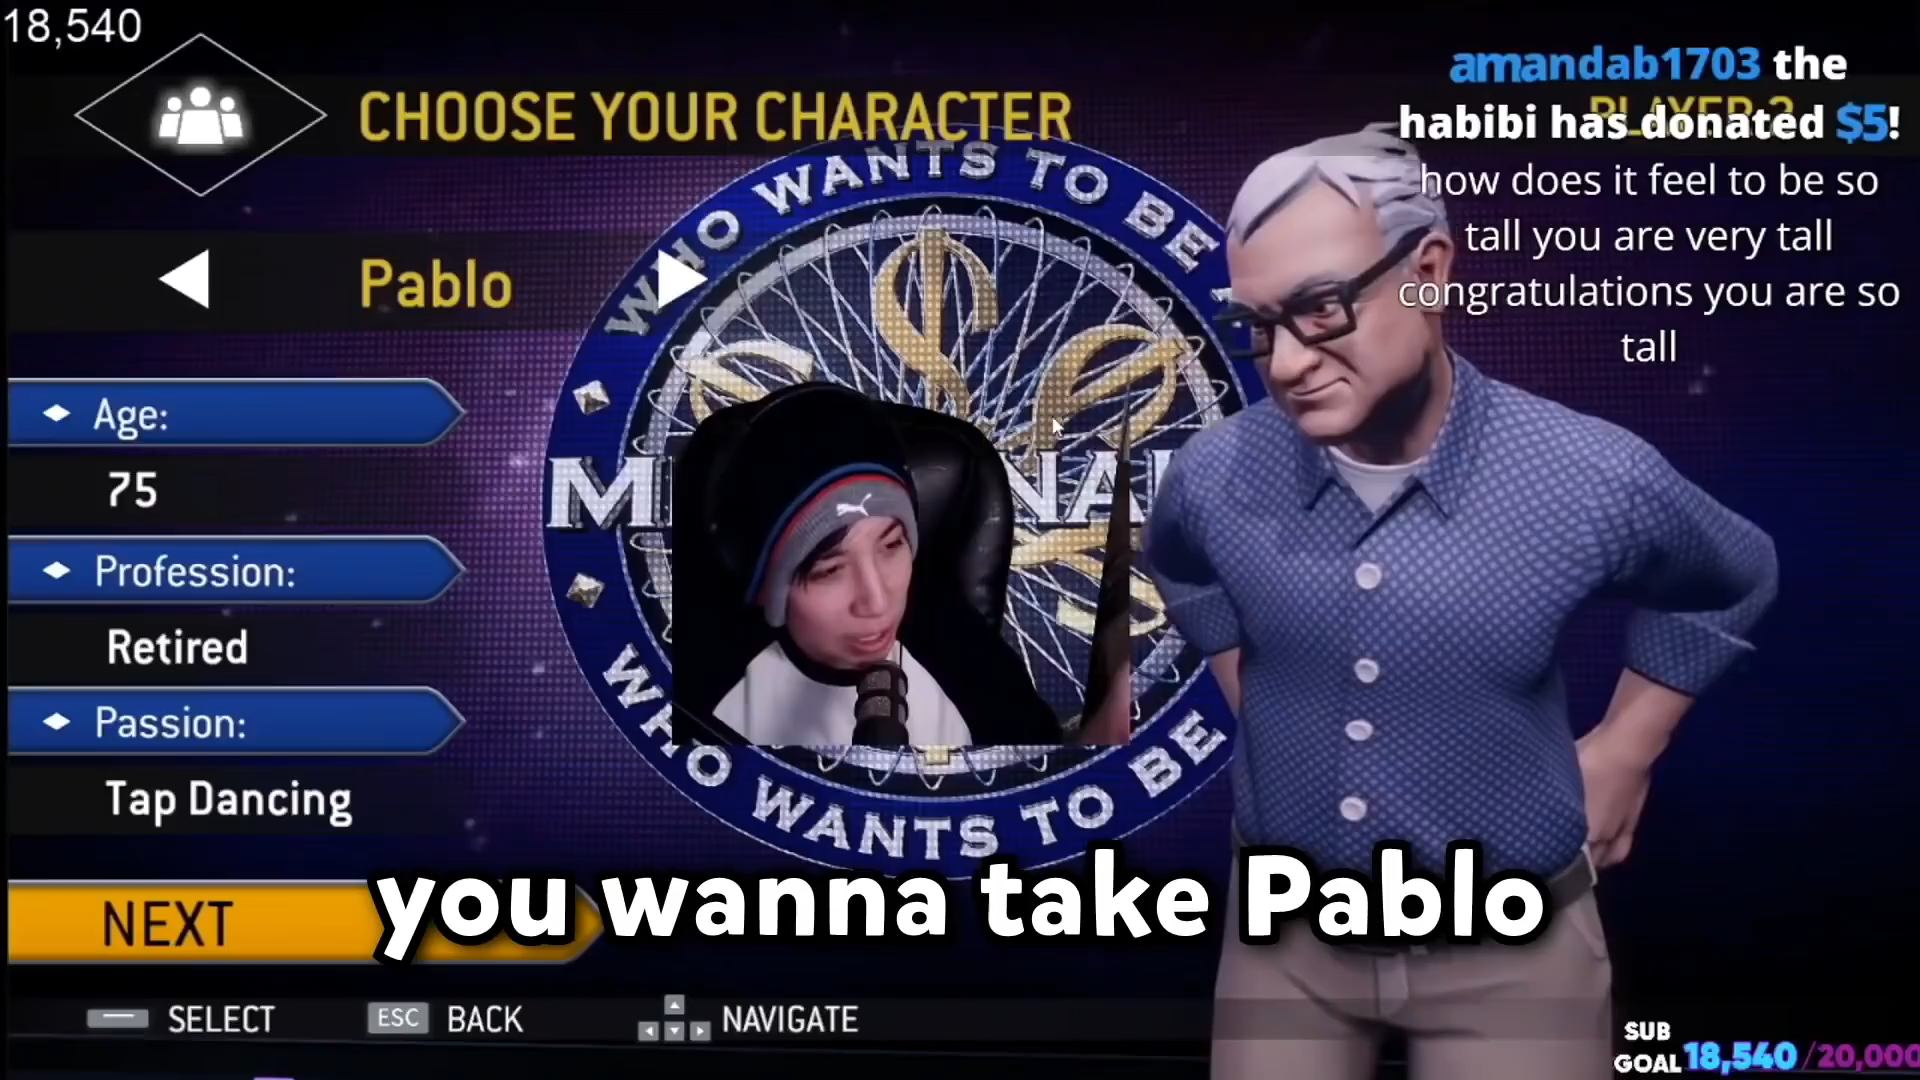 18,540
CHOOSE YOUR CHARACTER
amandab1703 the
habibi has donated $5!
how does it feel to be so
tall you are very tall
congratulations you are so
tall
Pablo
WHO WANTS TO BE
Age:
75
Profession:
Retired
Passion:
Tap Dancing
WHO WANTS TO BE
NEXT
you wanna take Pablo
SELECT
ESC BACK
NAVIGATE
SUB
GOAL 18,540/20,000